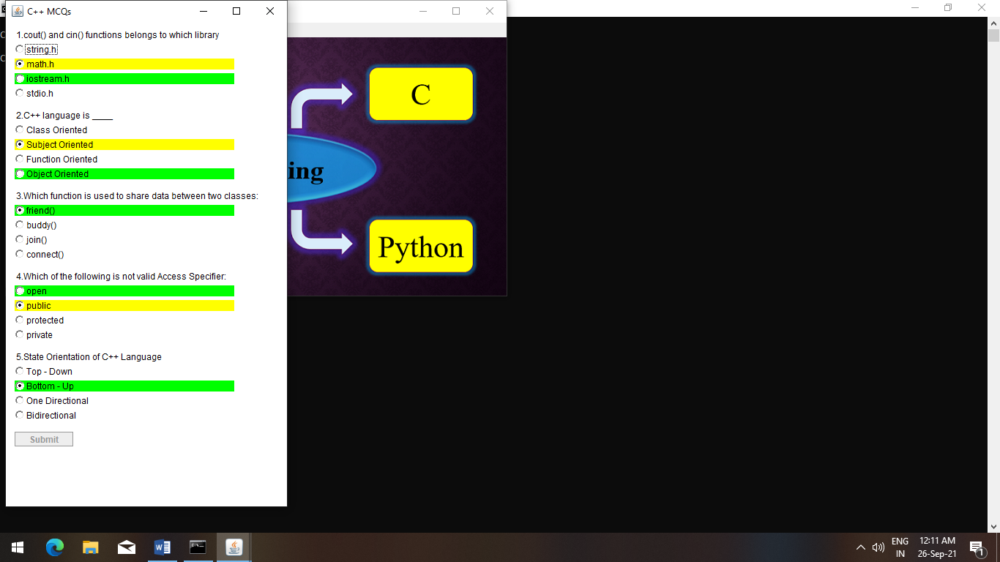 C++ MCQs
1.cout() and cin() functions belongs to which library
string.h
math.h
iostream.h
stdio.h
2.C++ language is ____
Class Oriented
Subject Oriented
Function Oriented
Object Oriented
3.Which function is used to share data between two classes:
friend()
buddy()
join()
connect()
4.Which of the following is not valid Access Specifier:
open
public
protected
private
5.State Orientation of C++ Language
Top - Down
Bottom - Up
One Directional
Bidirectional
Submit
C
ing
Python
ENG
IN
12:11 AM
26-Sep-21
1